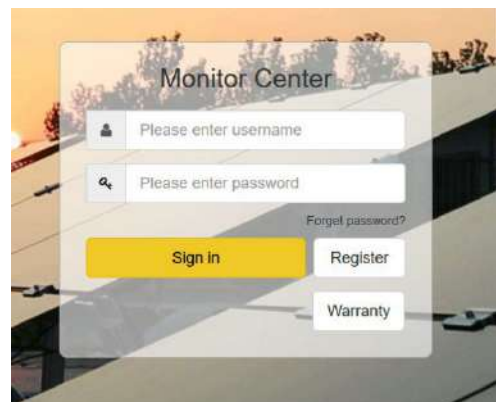 Monitor Center
Please enter username
Please enter password
Forget password?
Sign in
Register
Warranty